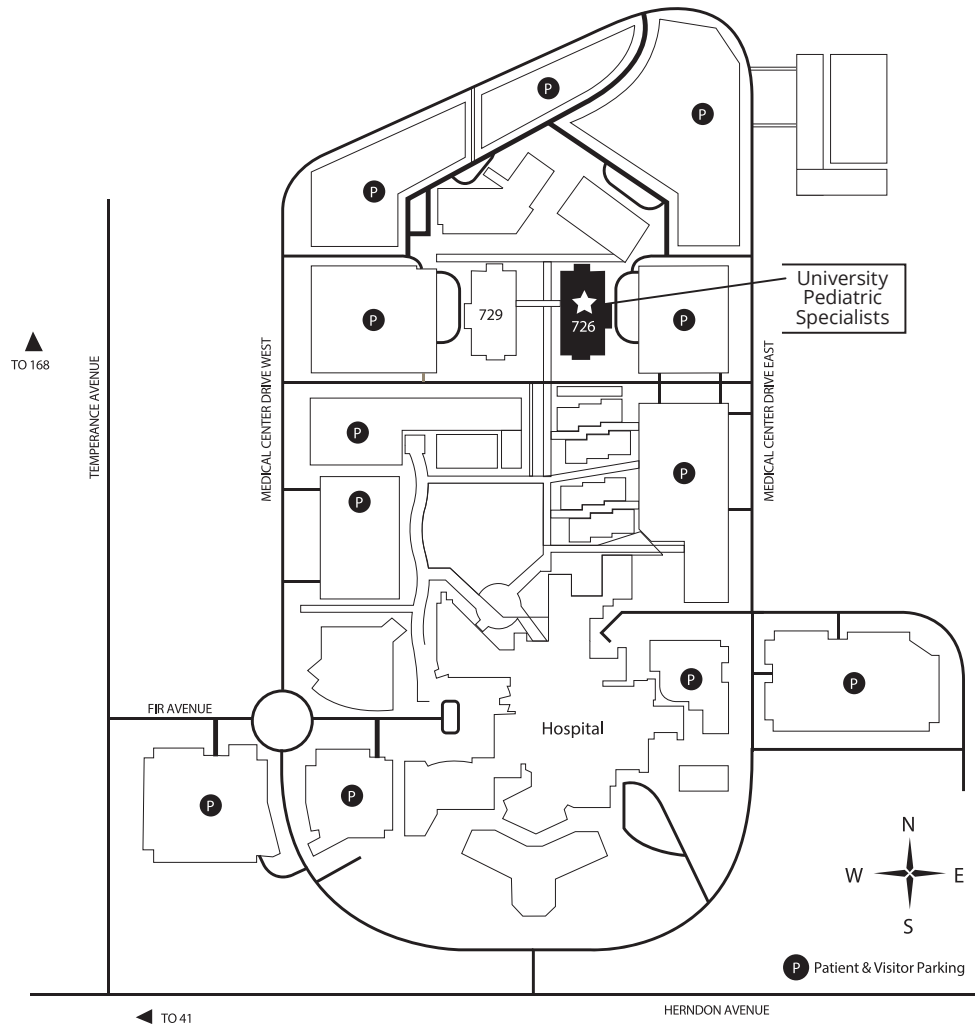 P
P
P
University
Pediatric
Specialists
729
726
P
P
TO 168
TEMPERANCE AVENUE
MEDICAL CENTER DRIVE WEST
MEDICAL CENTER DRIVE EAST
P
P
P
P
P
FIR AVENUE
Hospital
P
P
N
W
E
S
P Patient & Visitor Parking
HERNDON AVENUE
TO 41